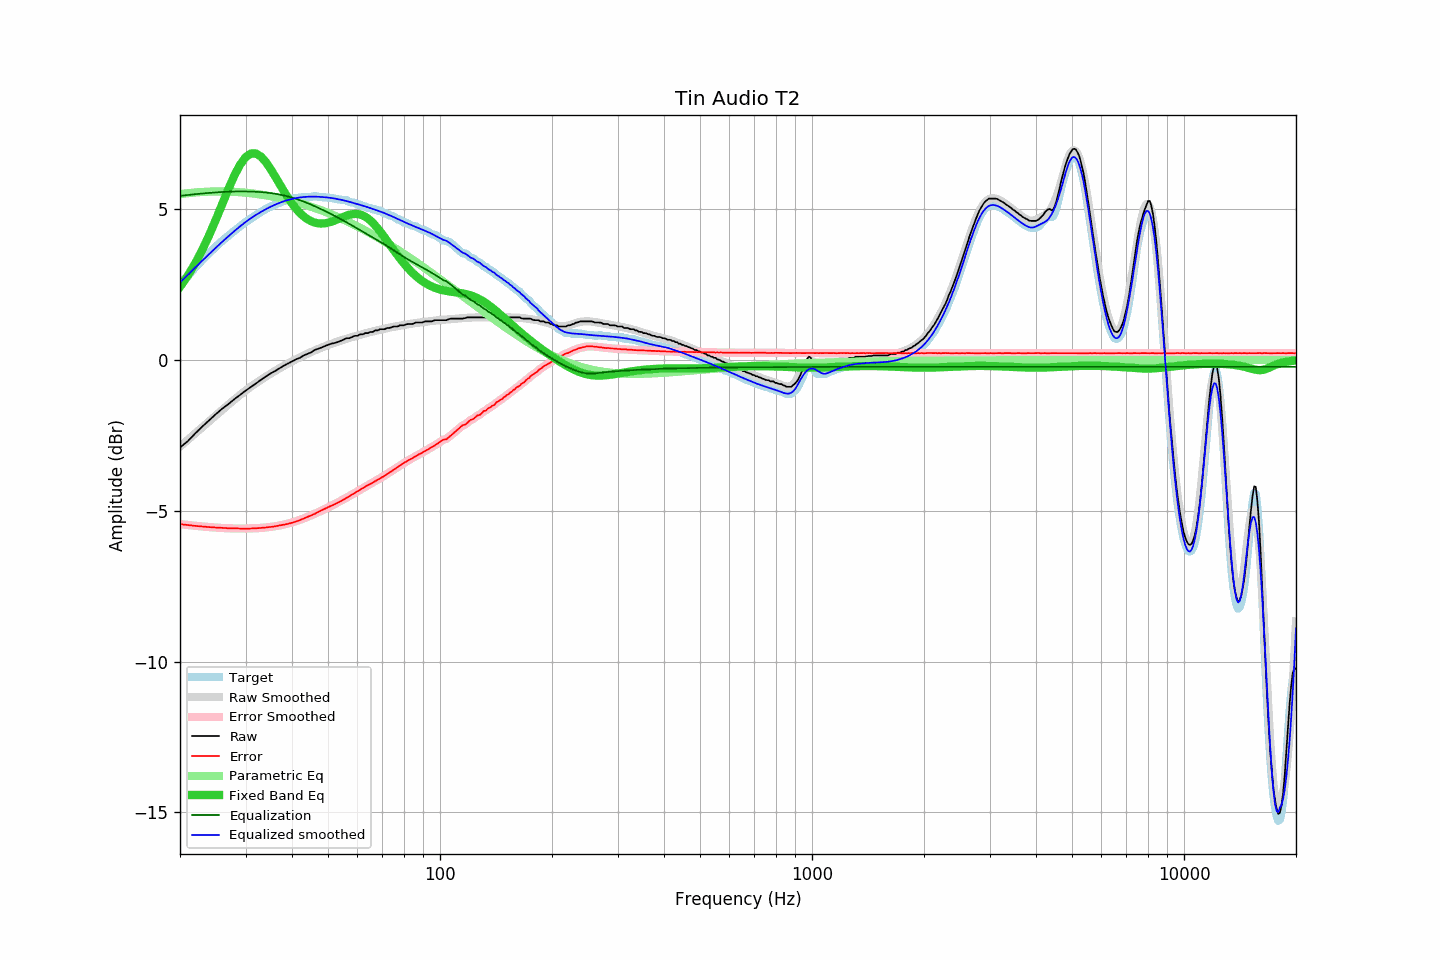 Tin Audio T2
Amplitude (dBr)
5
0
−5
−10
−15
Target
Raw Smoothed
Error Smoothed
Raw
Error
Parametric Eq
Fixed Band Eq
Equalization
Equalized smoothed
100 1000 10000
Frequency (Hz)